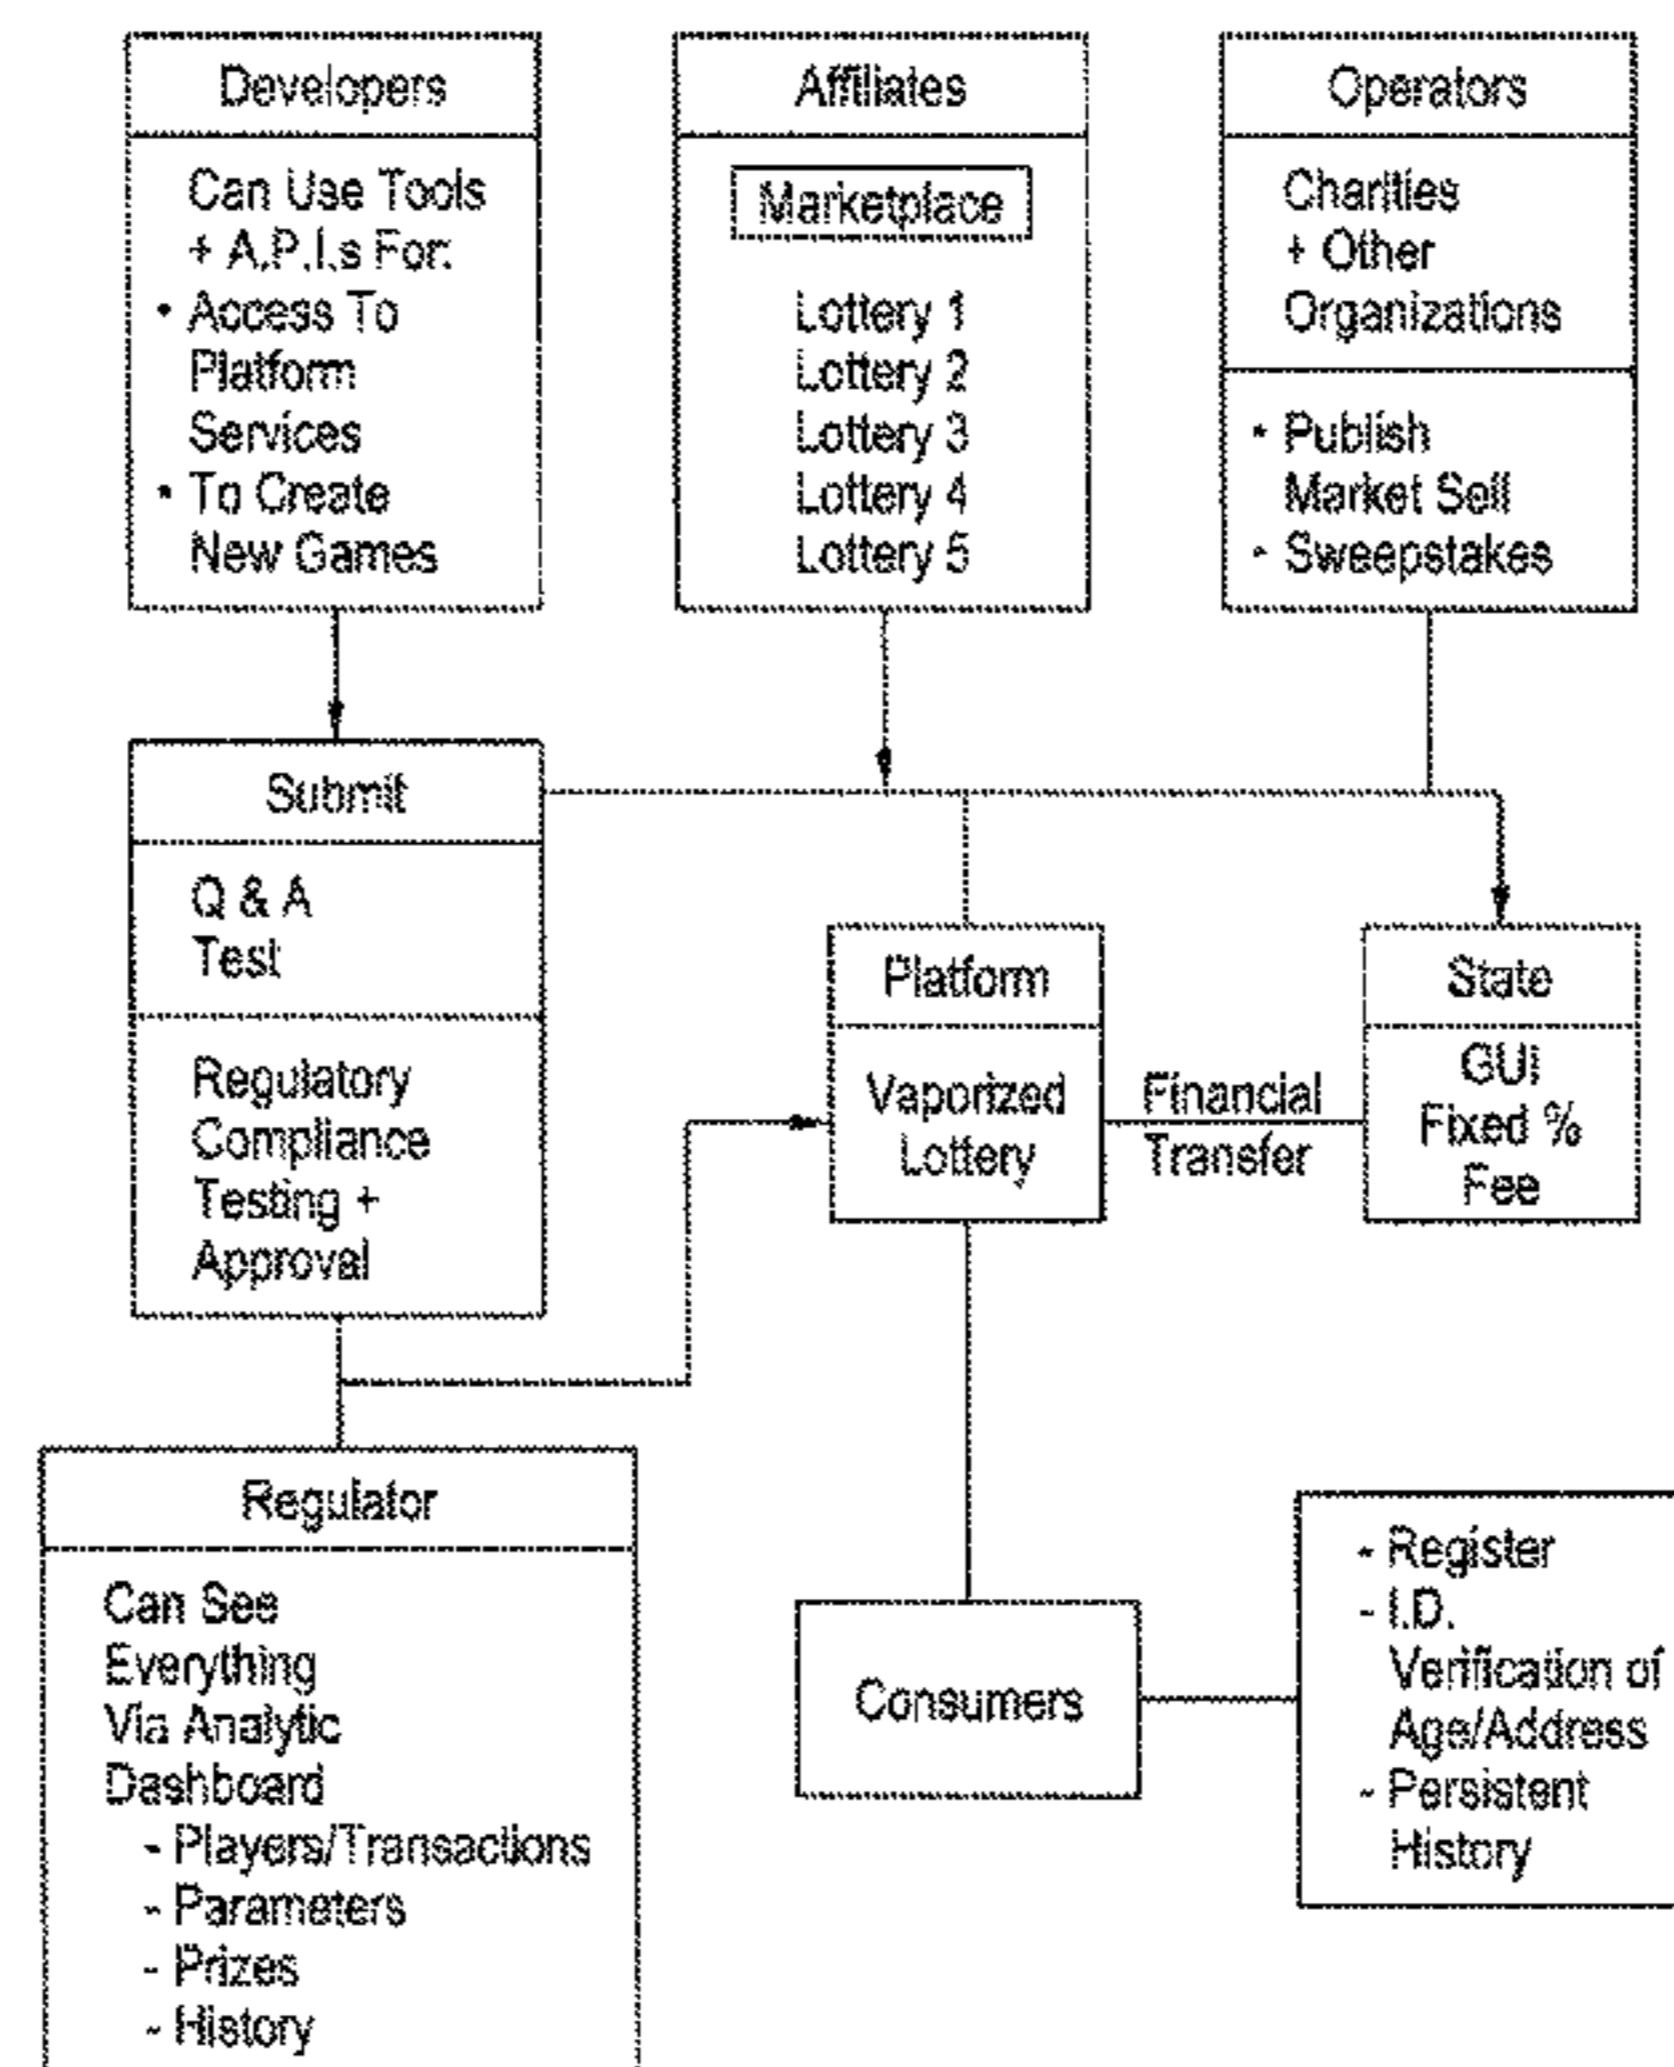 Developers
Can Use Tools
+ A.P.I.s For:
• Access To
Platform
Services
• To Create
New Games
Affiliates
Marketplace
Lottery 1
Lottery 2
Lottery 3
Lottery 4
Lottery 5
Operators
Charities
+ Other
Organizations
• Publish
Market Sell
- Sweepstakes
Submit
Q & A
Test
Regulatory
Compliance
Testing +
Approval
Platform
Vaporized
Lottery
Financial
Transfer
State
GUI
Fixed %
Fee
Regulator
Can See
Everything
Via Analytic
Dashboard
- Players/Transactions
- Parameters
- Prizes
- History
Consumers
- Register
- I.D.
Verification of
Age/Address
- Persistent
History